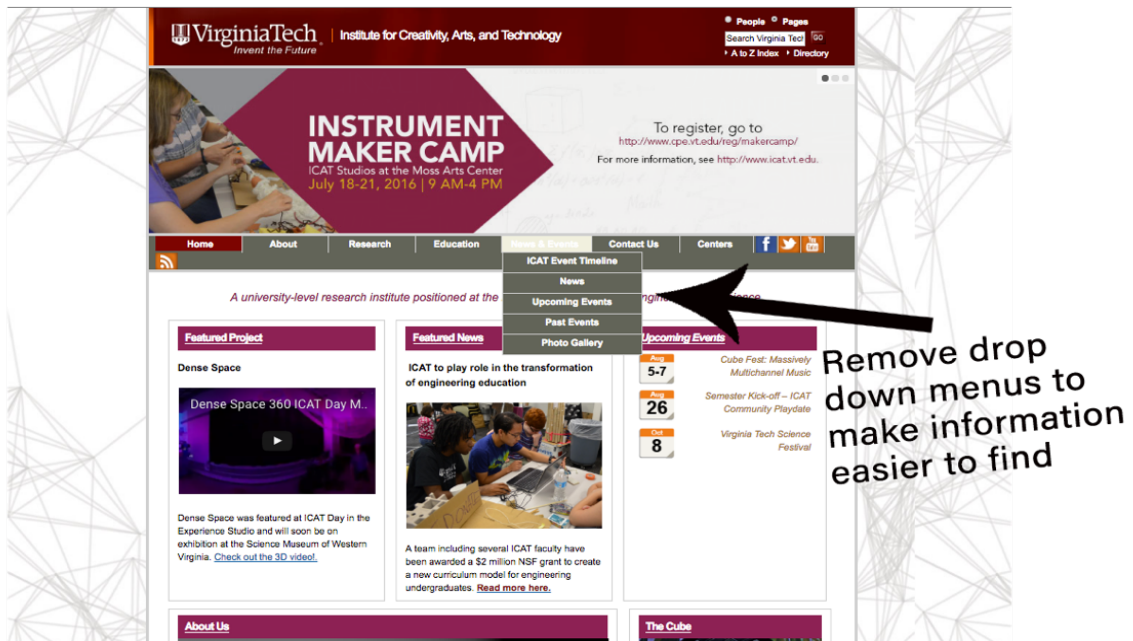 VirginiaTech
Invent the Future
Institute for Creativity, Arts, and Technology
People Pages
Search Virginia Tecl GO
A to Z Index Directory
INSTRUMENT
MAKER CAMP
ICAT Studios at the Moss Arts Center
July 18-21, 2016 | 9 AM-4 PM
To register, go to
http://www.cpe.vt.edu/reg/makercamp/
For more information, see http://www.icat.vt.edu.
Home About Research Education News & Events Contact Us Centers
ICAT Event Timeline
News
Upcoming Events
Past Events
Photo Gallery
A university-level research institute positioned at the
Featured Project
Dense Space
Dense Space 360 ICAT Day M..
Dense Space was featured at ICAT Day in the
Experience Studio and will soon be on
exhibition at the Science Museum of Western
Virginia. Check out the 3D video!.
Featured News
ICAT to play role in the transformation
of engineering education
A team including several ICAT faculty have
been awarded a $2 million NSF grant to create
a new curriculum model for engineering
undergraduates. Read more here.
Upcoming Events
Aug
5-7
Cube Fest: Massively
Multichannel Music
Aug
26
Semester Kick-off – ICAT
Community Playdate
Oct
8
Virginia Tech Science
Festival
Remove drop
down menus to
make information
easier to find
About Us
The Cube